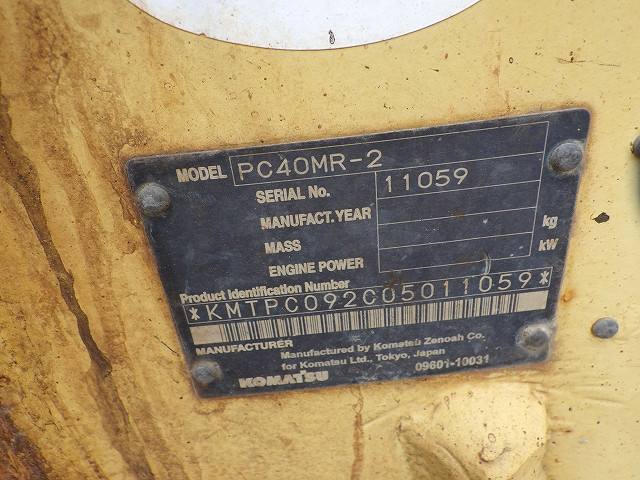 MODEL PC40MR-2
SERIAL No. 11059
MANUFACT.YEAR
MASS kg
ENGINE POWER kW
Product Identification Number
*KMTPC092C05011059*
MANUFACTURER
Manufactured by Komatsu Zenoah Co.
for Komatsu Ltd., Tokyo, Japan
KOMATSU 09601-10031